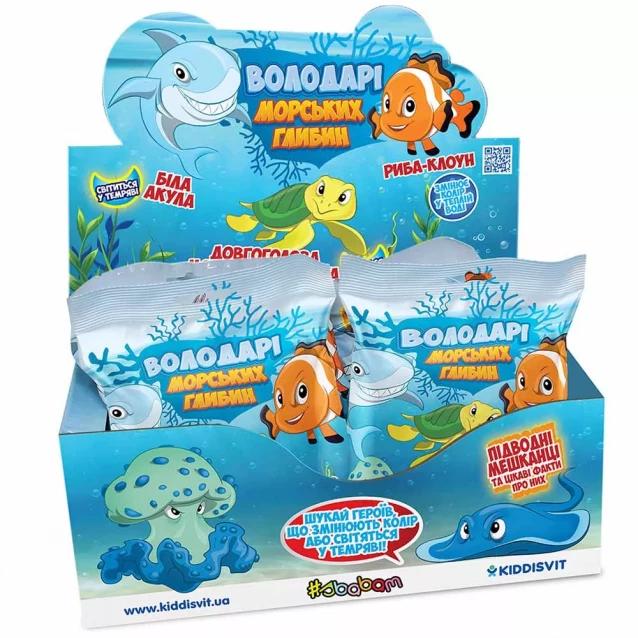 ВОЛОДАРІ
МОРСЬКИХ
ГЛИБИН
РИБА-КЛОУН
СВІТИТЬСЯ
У ТЕМРЯВІ
БІЛА
АКУЛА
ЗМІНЮЄ
КОЛІР
У ТЕПЛІЙ
ВОДІ
ДОВГОГОЛОВА
ВОЛОДАРІ
МОРСЬКИХ
ГЛИБИН
ВОЛОДАРІ
МОРСЬКИХ
ГЛИБИН
ПІДВОДНІ
МЕШКАНЦІ
ТА ЦІКАВІ ФАКТИ
ПРО НИХ
ШУКАЙ ГЕРОЇВ,
ЩО ЗМІНЮЮТЬ КОЛІР
АБО СВІТЯТЬСЯ
У ТЕМРЯВІ!
www.kiddisvit.ua
#sbabam
KIDDISVIT